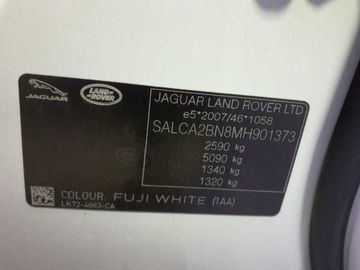 JAGUAR
LAND ROVER
JAGUAR LAND ROVER LTD
e5*2007/46*1058
SALCA2BN8MH901373
2590 kg
5090 kg
1340 kg
1320 kg
COLOUR: FUJI WHITE (1AA)
LK72-4083-CA